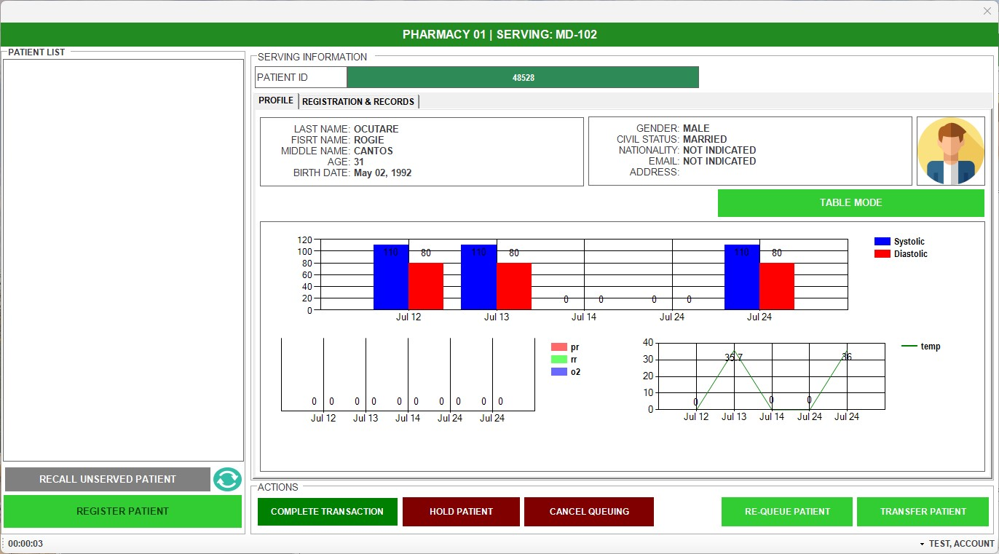 PHARMACY 01 | SERVING: MD-102
PATIENT LIST
RECALL UNSERVED PATIENT
REGISTER PATIENT
SERVING INFORMATION
PATIENT ID 48528
PROFILE REGISTRATION & RECORDS
LAST NAME: OCUTARE
FISRT NAME: ROGIE
MIDDLE NAME: CANTOS
AGE: 31
BIRTH DATE: May 02, 1992
GENDER: MALE
CIVIL STATUS: MARRIED
NATIONALITY: NOT INDICATED
EMAIL: NOT INDICATED
ADDRESS:
TABLE MODE
120
100
80
60
40
20
0
110 80 110 80 0 0 0 0 110 80
Jul 12 Jul 13 Jul 14 Jul 24 Jul 24
Systolic
Diastolic
0 0 0 0 0 0 0 0 0 0
Jul 12 Jul 13 Jul 14 Jul 24 Jul 24
pr
rr
o2
40
30
20
10
0
0 35.7 0 0 36
Jul 12 Jul 13 Jul 14 Jul 24 Jul 24
temp
ACTIONS
COMPLETE TRANSACTION HOLD PATIENT CANCEL QUEUING RE-QUEUE PATIENT TRANSFER PATIENT
00:00:03 TEST, ACCOUNT